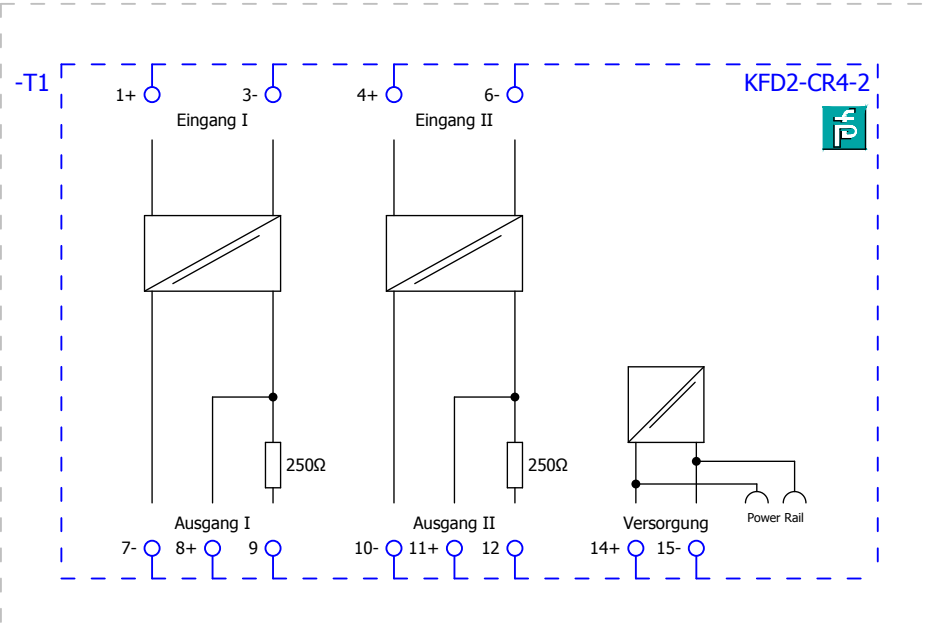 -T1
KFD2-CR4-2
1+ 3- 4+ 6-
Eingang I Eingang II
250Ω 250Ω
Ausgang I Ausgang II Versorgung Power Rail
7- 8+ 9 10- 11+ 12 14+ 15-